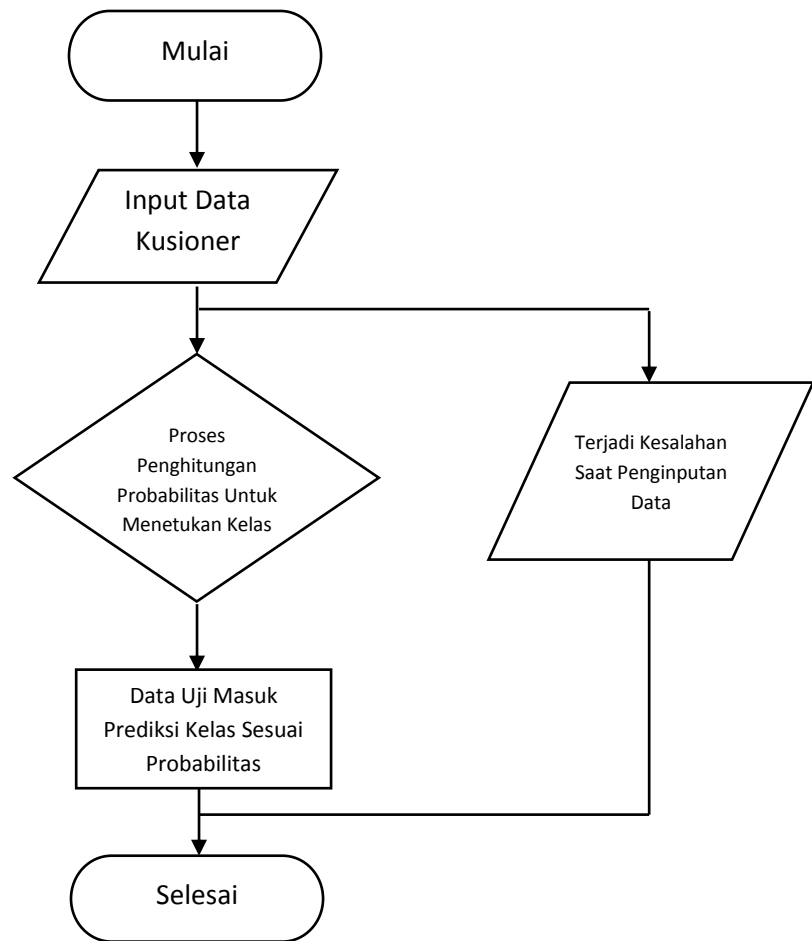 Mulai
Input Data
Kusioner
Proses
Penghitungan
Probabilitas Untuk
Menetukan Kelas
Terjadi Kesalahan
Saat Penginputan
Data
Data Uji Masuk
Prediksi Kelas Sesuai
Probabilitas
Selesai